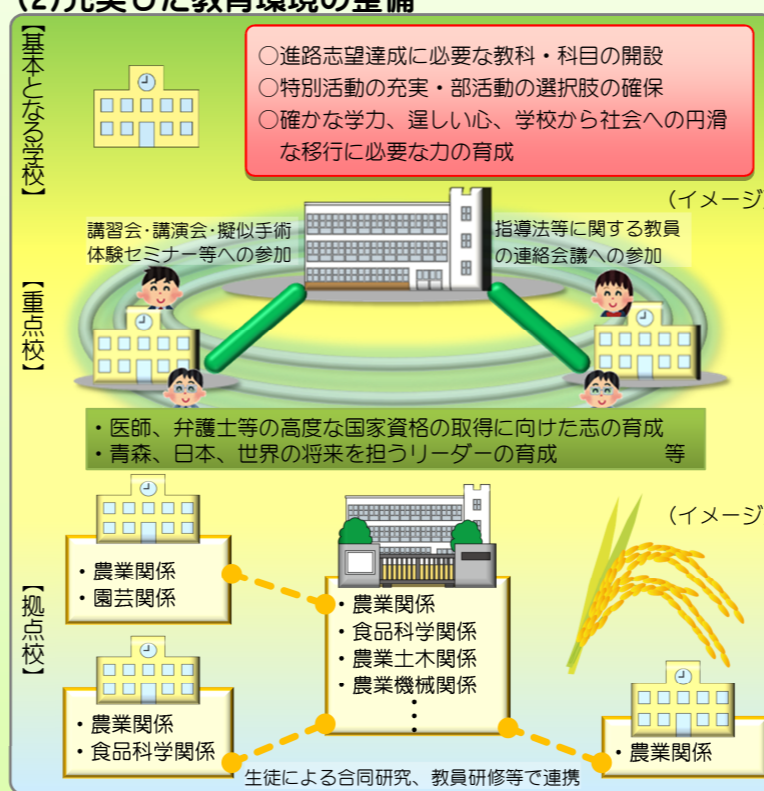 (2)充実した教育環境の整備
【基本となる学校】
○進路志望達成に必要な教科・科目の開設
○特別活動の充実・部活動の選択肢の確保
○確かな学力、逞しい心、学校から社会への円滑
な移行に必要な力の育成
(イメージ)
【重点校】
講習会・講演会・擬似手術
体験セミナー等への参加
指導法等に関する教員
の連絡会議への参加
・医師、弁護士等の高度な国家資格の取得に向けた志の育成
・青森、日本、世界の将来を担うリーダーの育成 等
(イメージ)
【拠点校】
・農業関係
・園芸関係
・農業関係
・食品科学関係
・農業土木関係
・農業機械関係
・農業関係
・食品科学関係
・農業関係
生徒による合同研究、教員研修等で連携